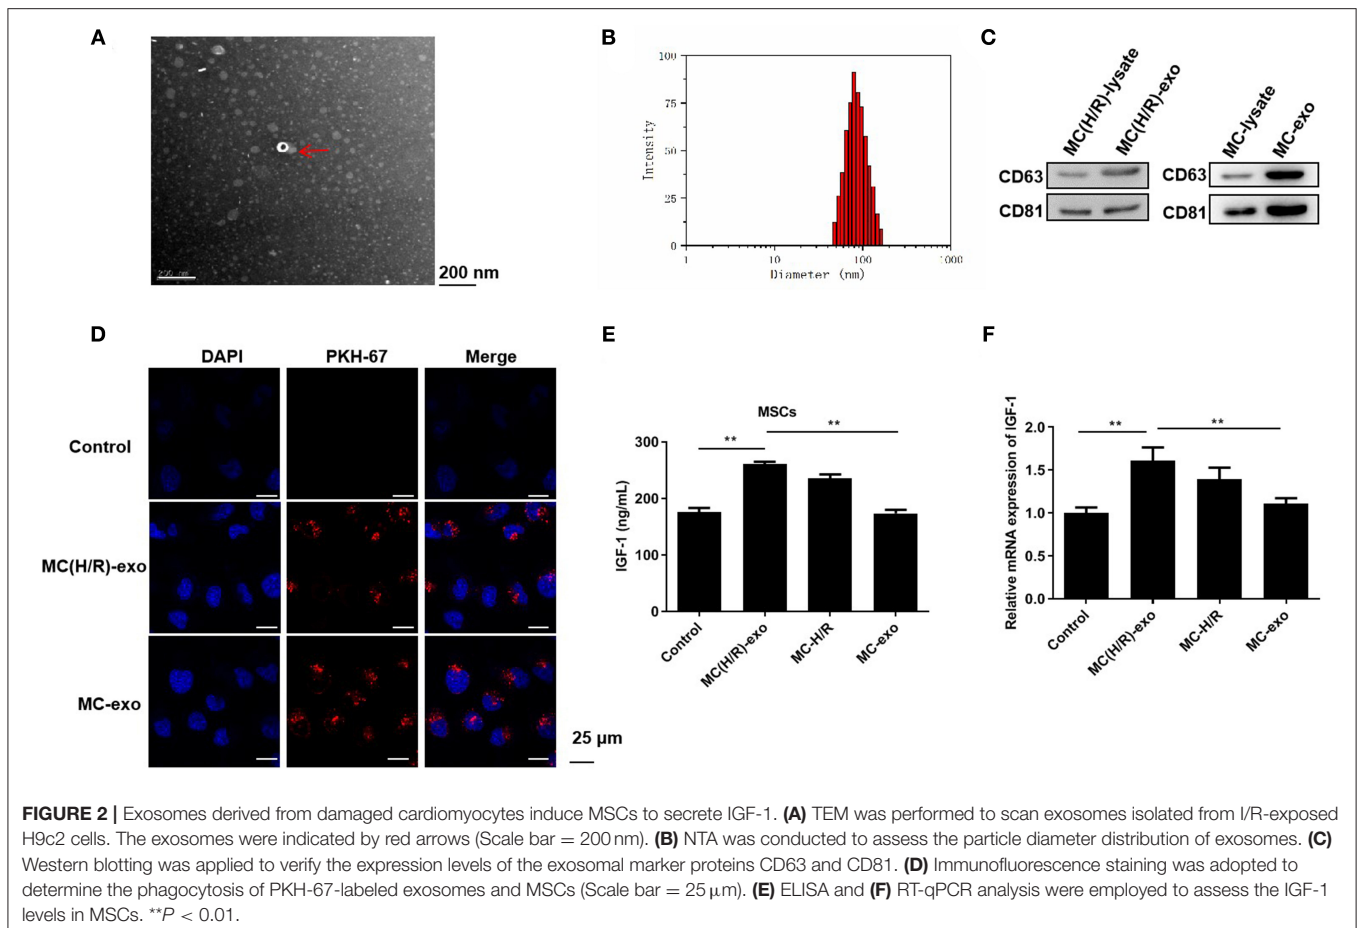 A
200 nm
200 nm
B
100
75
50
25
0
Intensity
1
10
100
1000
Diameter (nm)
C
MC(H/R)-lysate
MC(H/R)-exo
CD63
CD81
MC-lysate
MC-exo
CD63
CD81
D
DAPI PKH-67 Merge
Control
MC(H/R)-exo
MC-exo
25 μm
E
MSCs
**
**
300
200
100
0
IGF-1 (ng/mL)
Control
MC(H/R)-exo
MC-H/R
MC-exo
F
**
**
2.0
1.5
1.0
0.5
0.0
Relative mRNA expression of IGF-1
Control
MC(H/R)-exo
MC-H/R
MC-exo
FIGURE 2 | Exosomes derived from damaged cardiomyocytes induce MSCs to secrete IGF-1. (A) TEM was performed to scan exosomes isolated from I/R-exposed
H9c2 cells. The exosomes were indicated by red arrows (Scale bar = 200 nm). (B) NTA was conducted to assess the particle diameter distribution of exosomes. (C)
Western blotting was applied to verify the expression levels of the exosomal marker proteins CD63 and CD81. (D) Immunofluorescence staining was adopted to
determine the phagocytosis of PKH-67-labeled exosomes and MSCs (Scale bar = 25 μm). (E) ELISA and (F) RT-qPCR analysis were employed to assess the IGF-1
levels in MSCs. **P < 0.01.